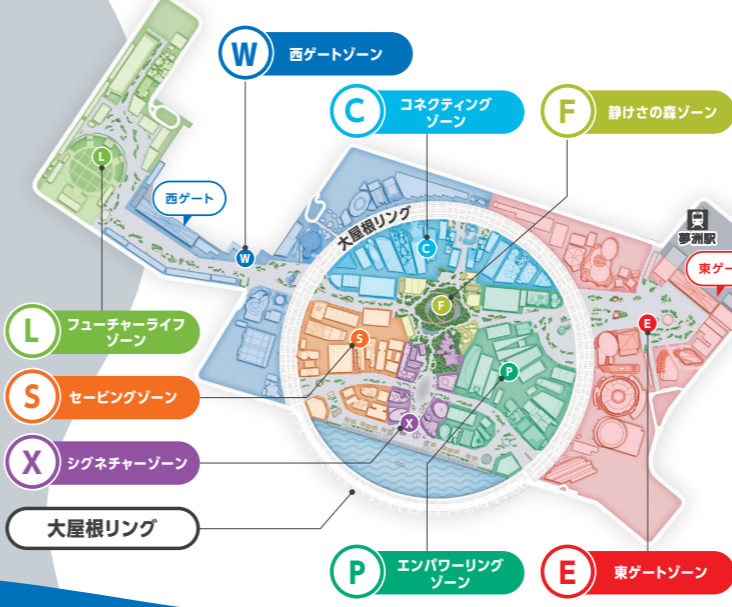 W 西ゲートゾーン
C コネクティング
ゾーン
F 静けさの森ゾーン
L
西ゲート
大屋根リング
夢洲駅
東ゲー
W
C
F
E
L フューチャーライフ
ゾーン
S
P
S セービングゾーン
X
X シグネチャーゾーン
大屋根リング
P エンパワーリング
ゾーン
E 東ゲートゾーン